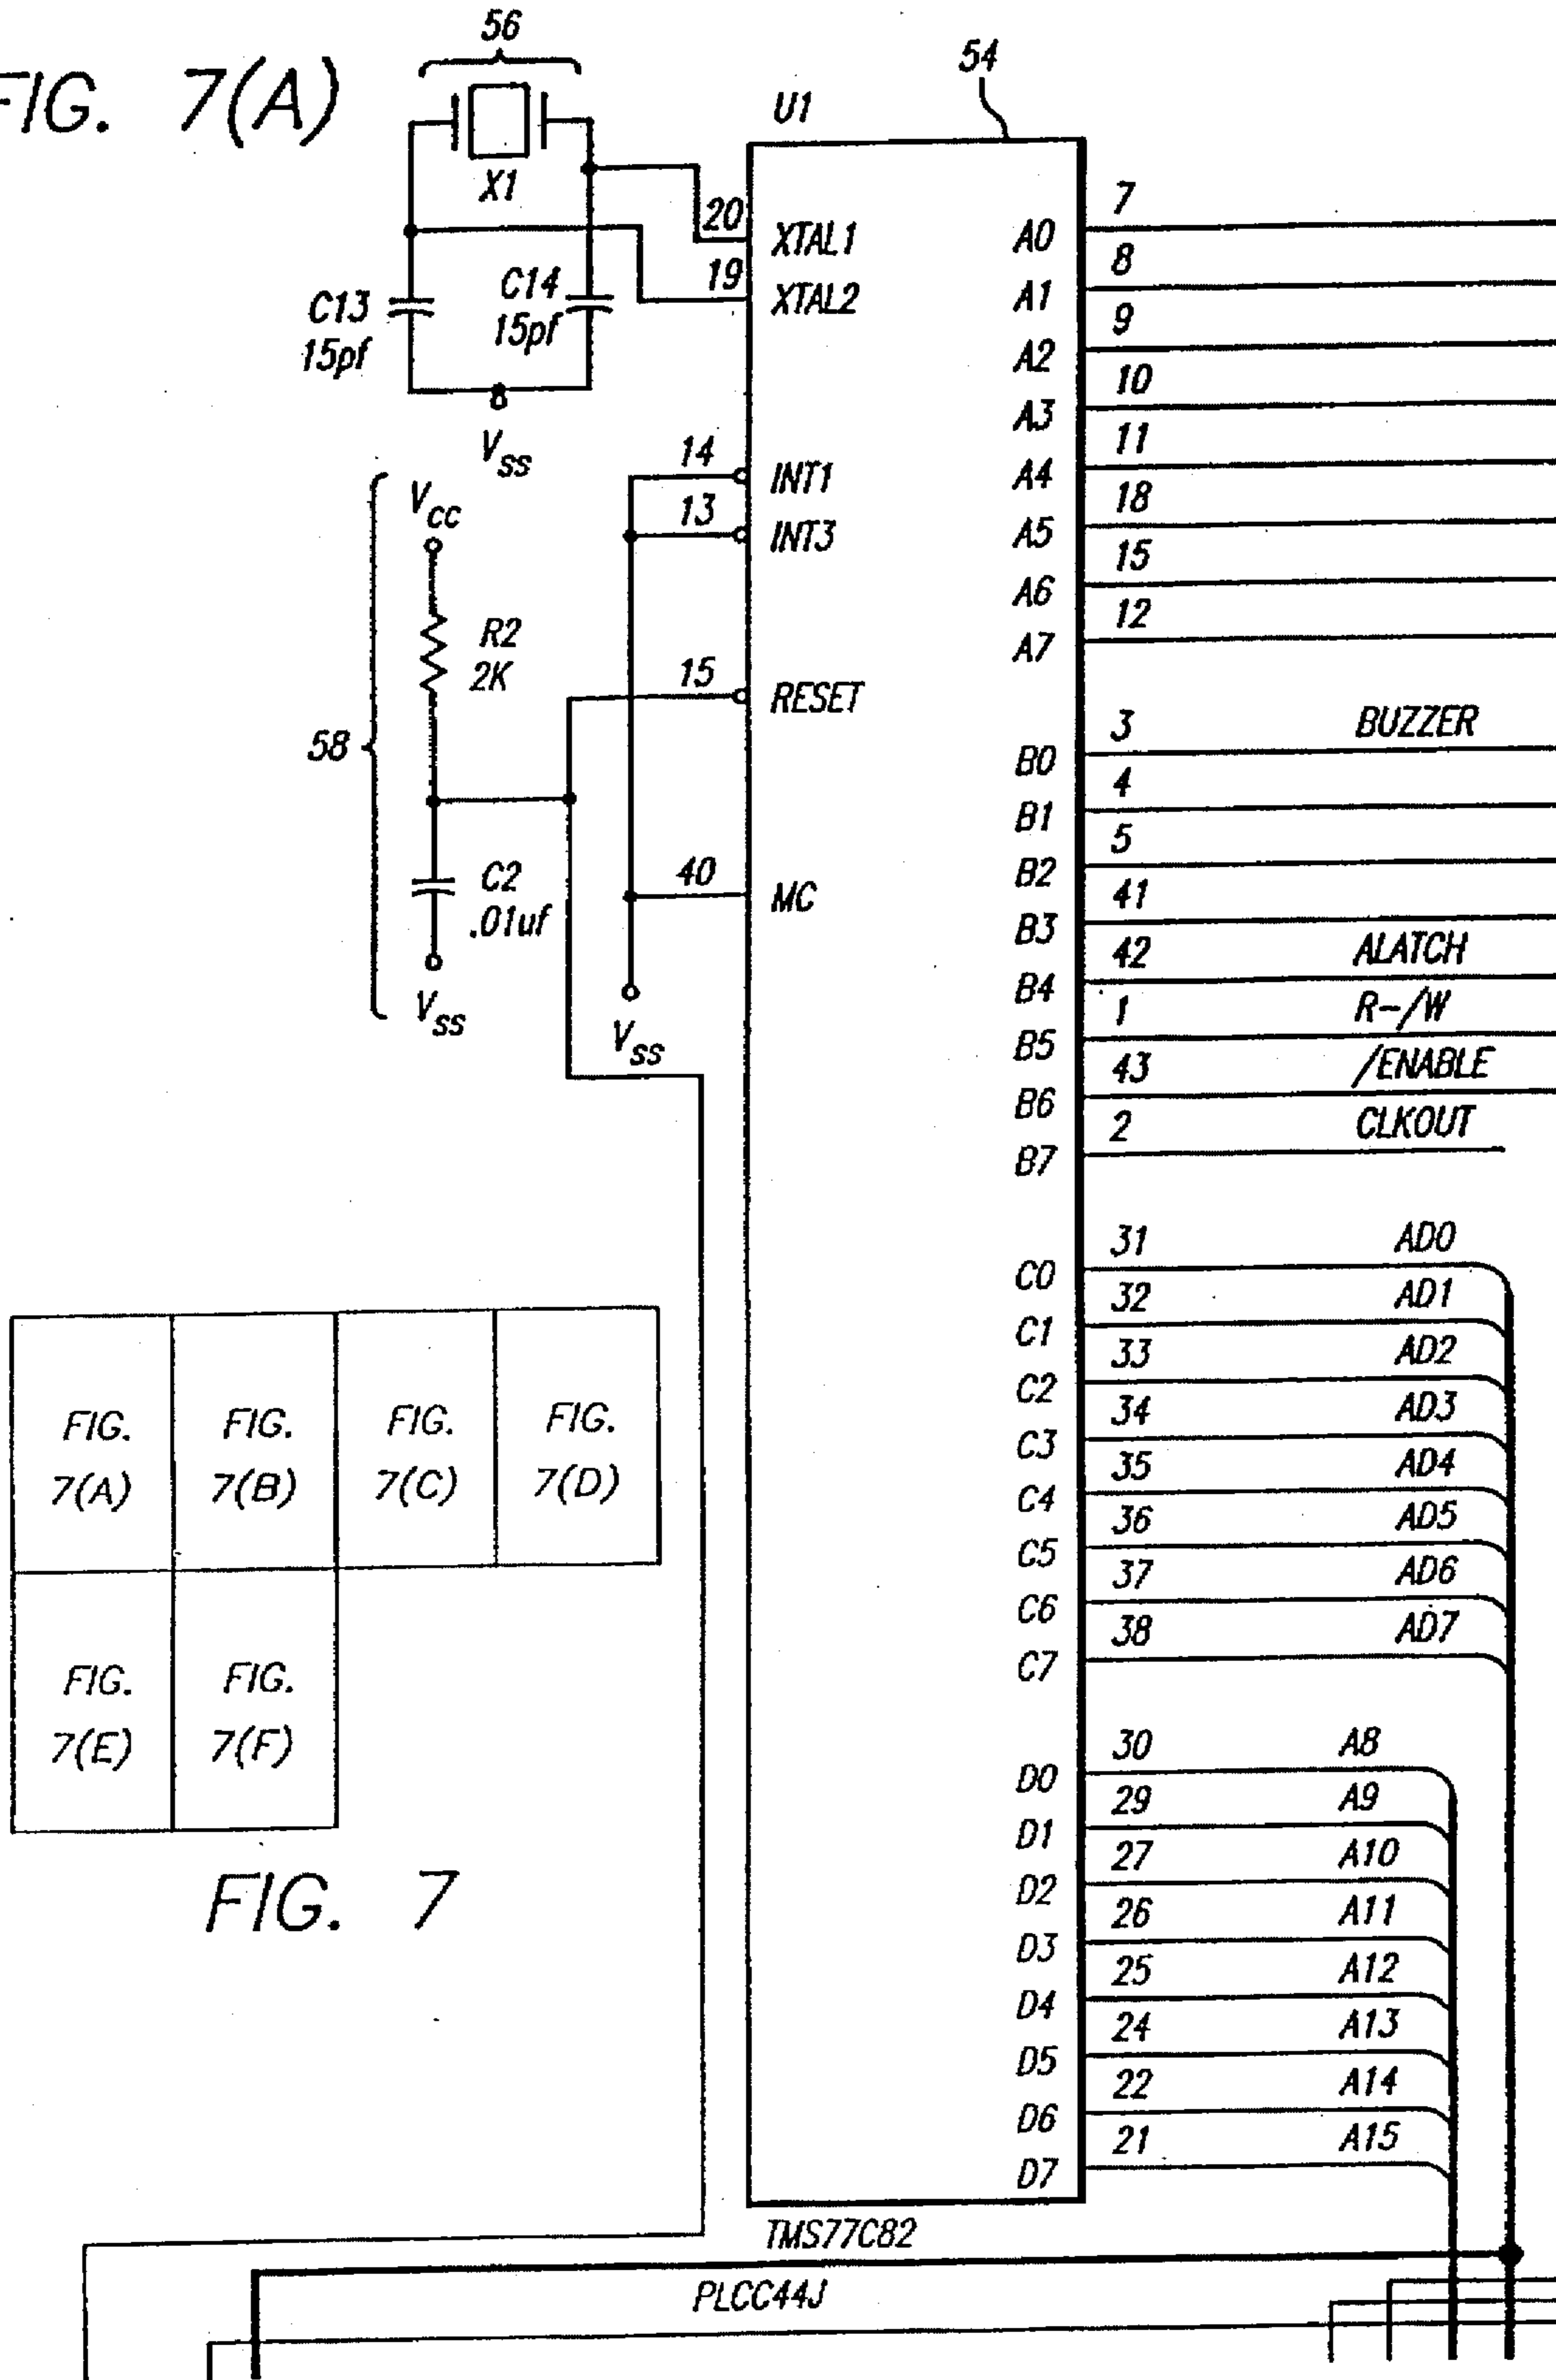 FIG. 7(A)
56
X1
C13
15pf
C14
15pf
VSS
58
VCC
R2
2K
C2
.01uf
VSS
VSS
U1
54
20 XTAL1
19 XTAL2
14 INT1
13 INT3
15 RESET
40 MC
A0 7
A1 8
A2 9
A3 10
A4 11
A5 18
A6 15
A7 12
B0 3 BUZZER
B1 4
B2 5
B3 41
B4 42 ALATCH
B5 1 R-/W
B6 43 /ENABLE
B7 2 CLKOUT
C0 31 AD0
C1 32 AD1
C2 33 AD2
C3 34 AD3
C4 35 AD4
C5 36 AD5
C6 37 AD6
C7 38 AD7
D0 30 A8
D1 29 A9
D2 27 A10
D3 26 A11
D4 25 A12
D5 24 A13
D6 22 A14
D7 21 A15
TMS77C82
PLCC44J
FIG. 7(A)
FIG. 7(B)
FIG. 7(C)
FIG. 7(D)
FIG. 7(E)
FIG. 7(F)
FIG. 7